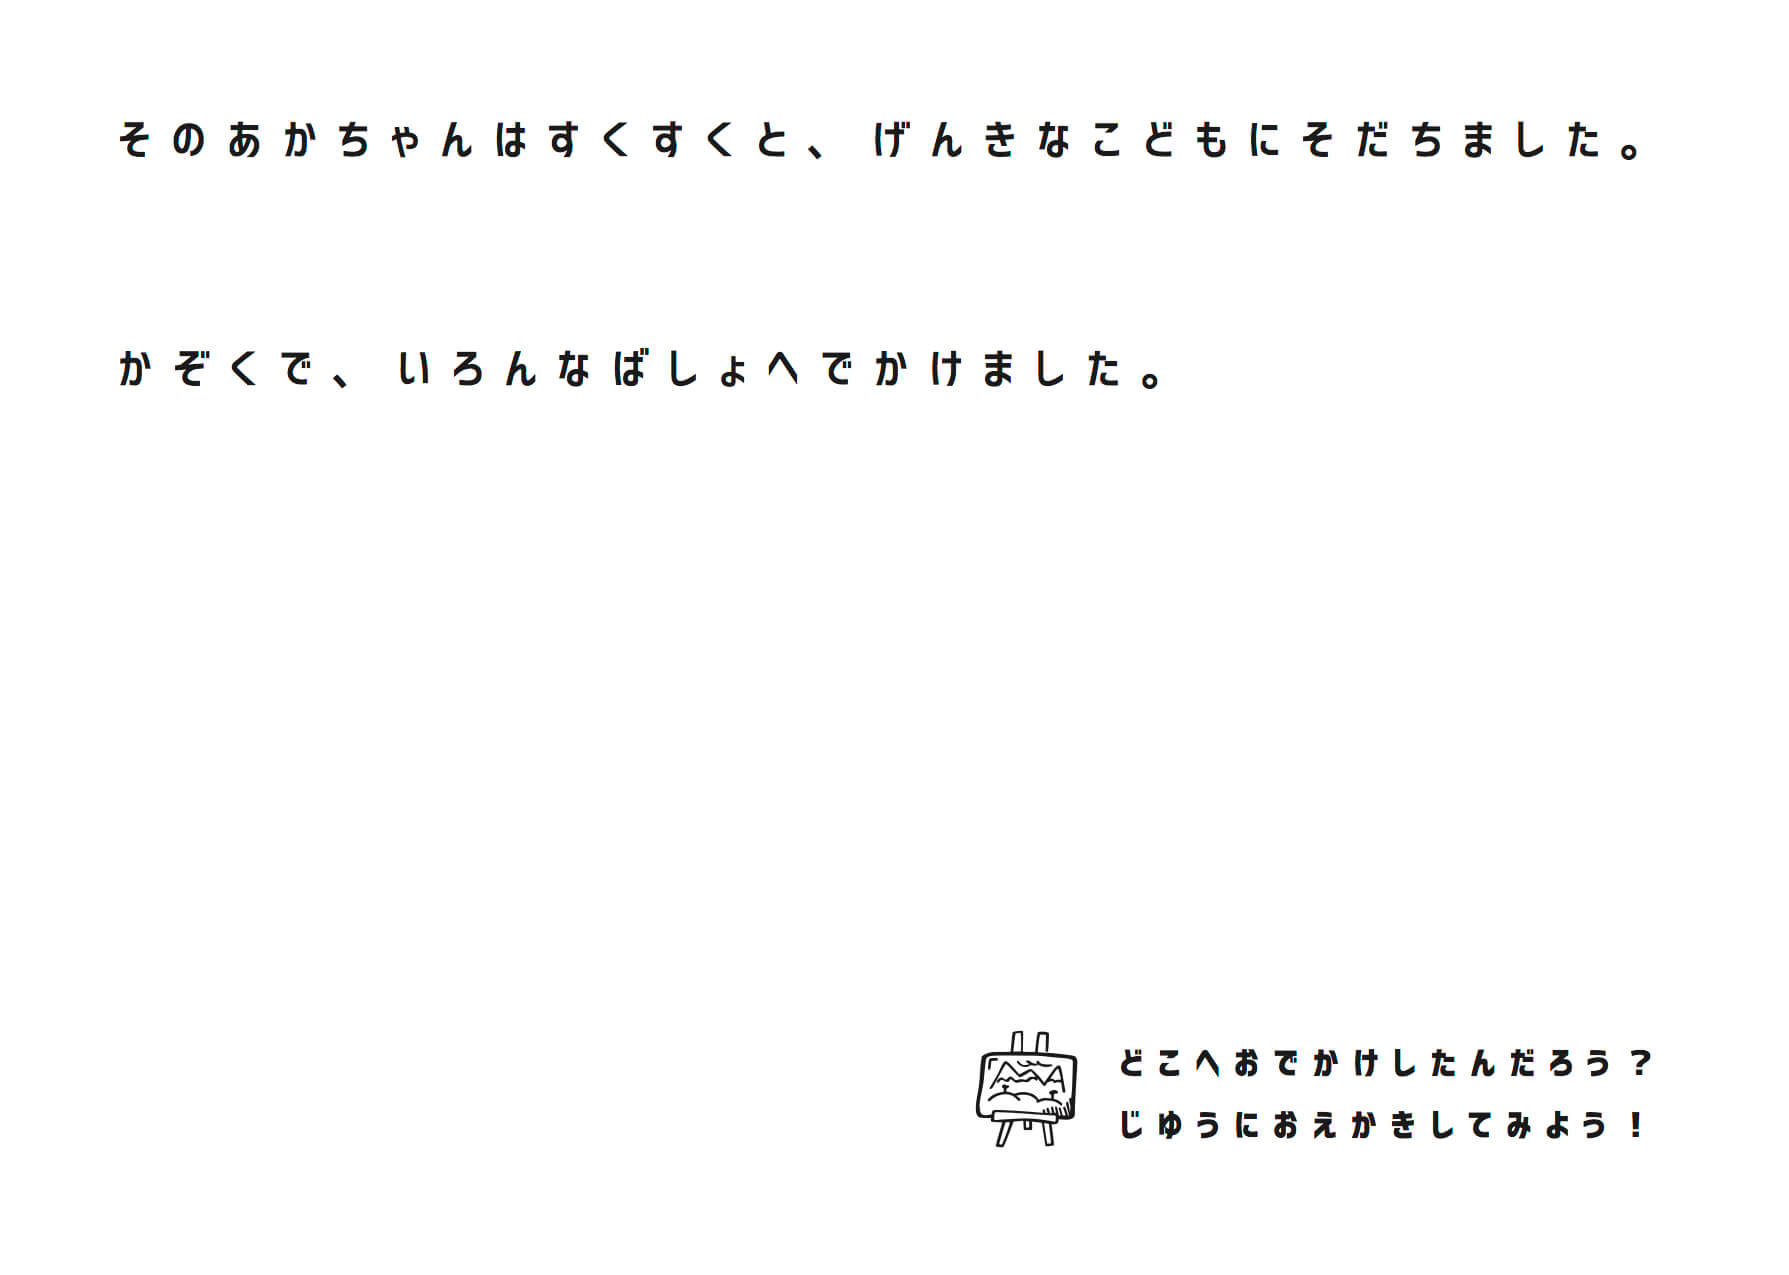 そのあかちゃんはすくすくと、げんきなこどもにそだちました。
かぞくで、いろんなばしょへでかけました。
どこへおでかけしたんだろう？
じゆうにおえかきしてみよう！